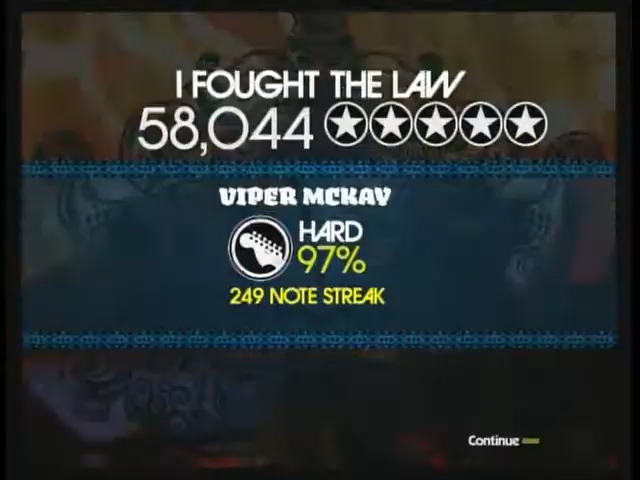 I FOUGHT THE LAW
58,044
VIPER MCKAY
HARD
97%
249 NOTE STREAK
Continue